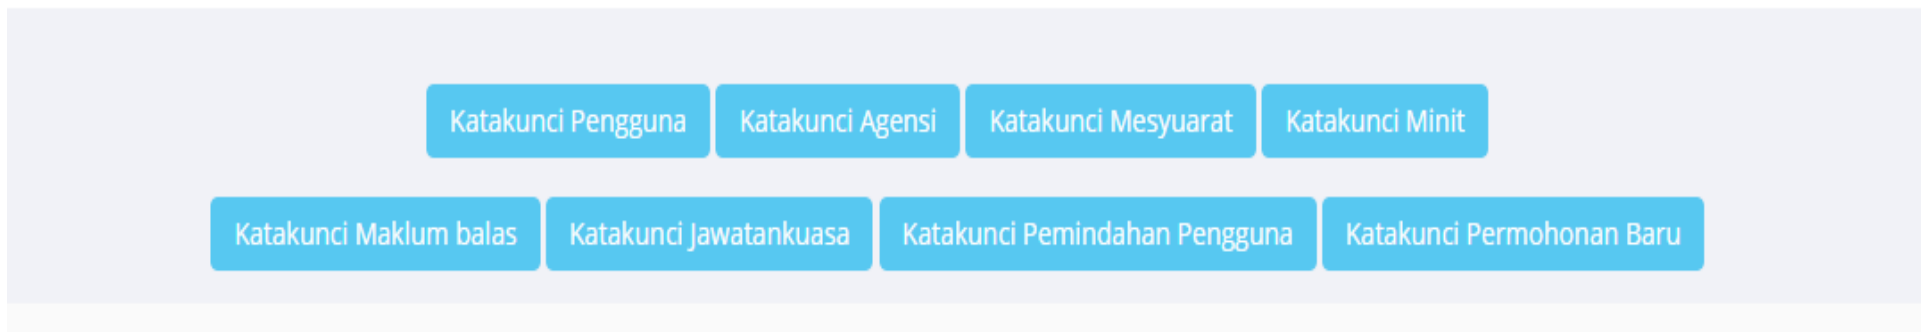 Katakunci Pengguna Katakunci Agensi Katakunci Mesyuarat Katakunci Minit
Katakunci Maklum balas Katakunci Jawatankuasa Katakunci Pemindahan Pengguna Katakunci Permohonan Baru